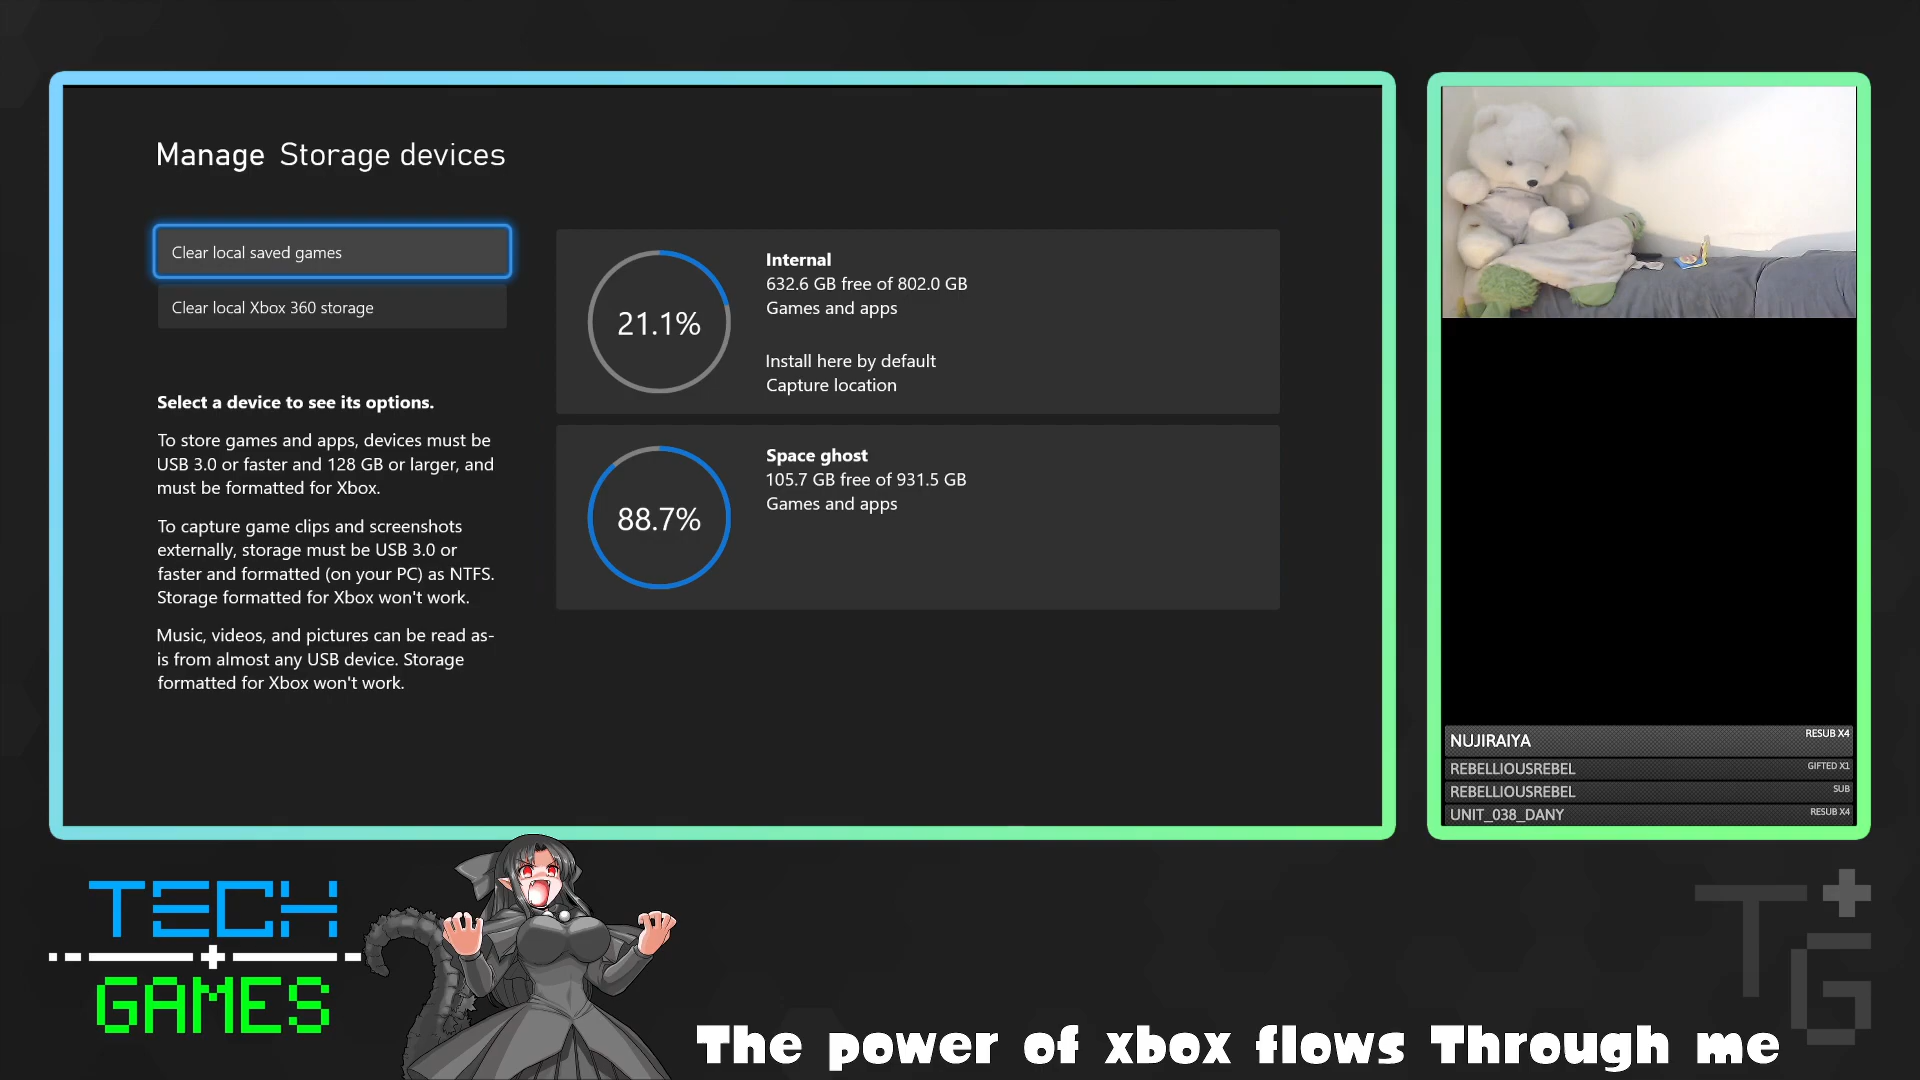 Manage Storage devices
Clear local saved games
Clear local Xbox 360 storage
Select a device to see its options.
To store games and apps, devices must be
USB 3.0 or faster and 128 GB or larger, and
must be formatted for Xbox.
To capture game clips and screenshots
externally, storage must be USB 3.0 or
faster and formatted (on your PC) as NTFS.
Storage formatted for Xbox won't work.
Music, videos, and pictures can be read as-
is from almost any USB device. Storage
formatted for Xbox won't work.
21.1%
Internal
632.6 GB free of 802.0 GB
Games and apps
Install here by default
Capture location
88.7%
Space ghost
105.7 GB free of 931.5 GB
Games and apps
NUJIRAIYA RESUB X4
REBELLIOUSREBEL GIFTED X1
REBELLIOUSREBEL SUB
UNIT_038_DANY RESUB X4
TECH
GAMES
The power of xbox flows Through me
TG